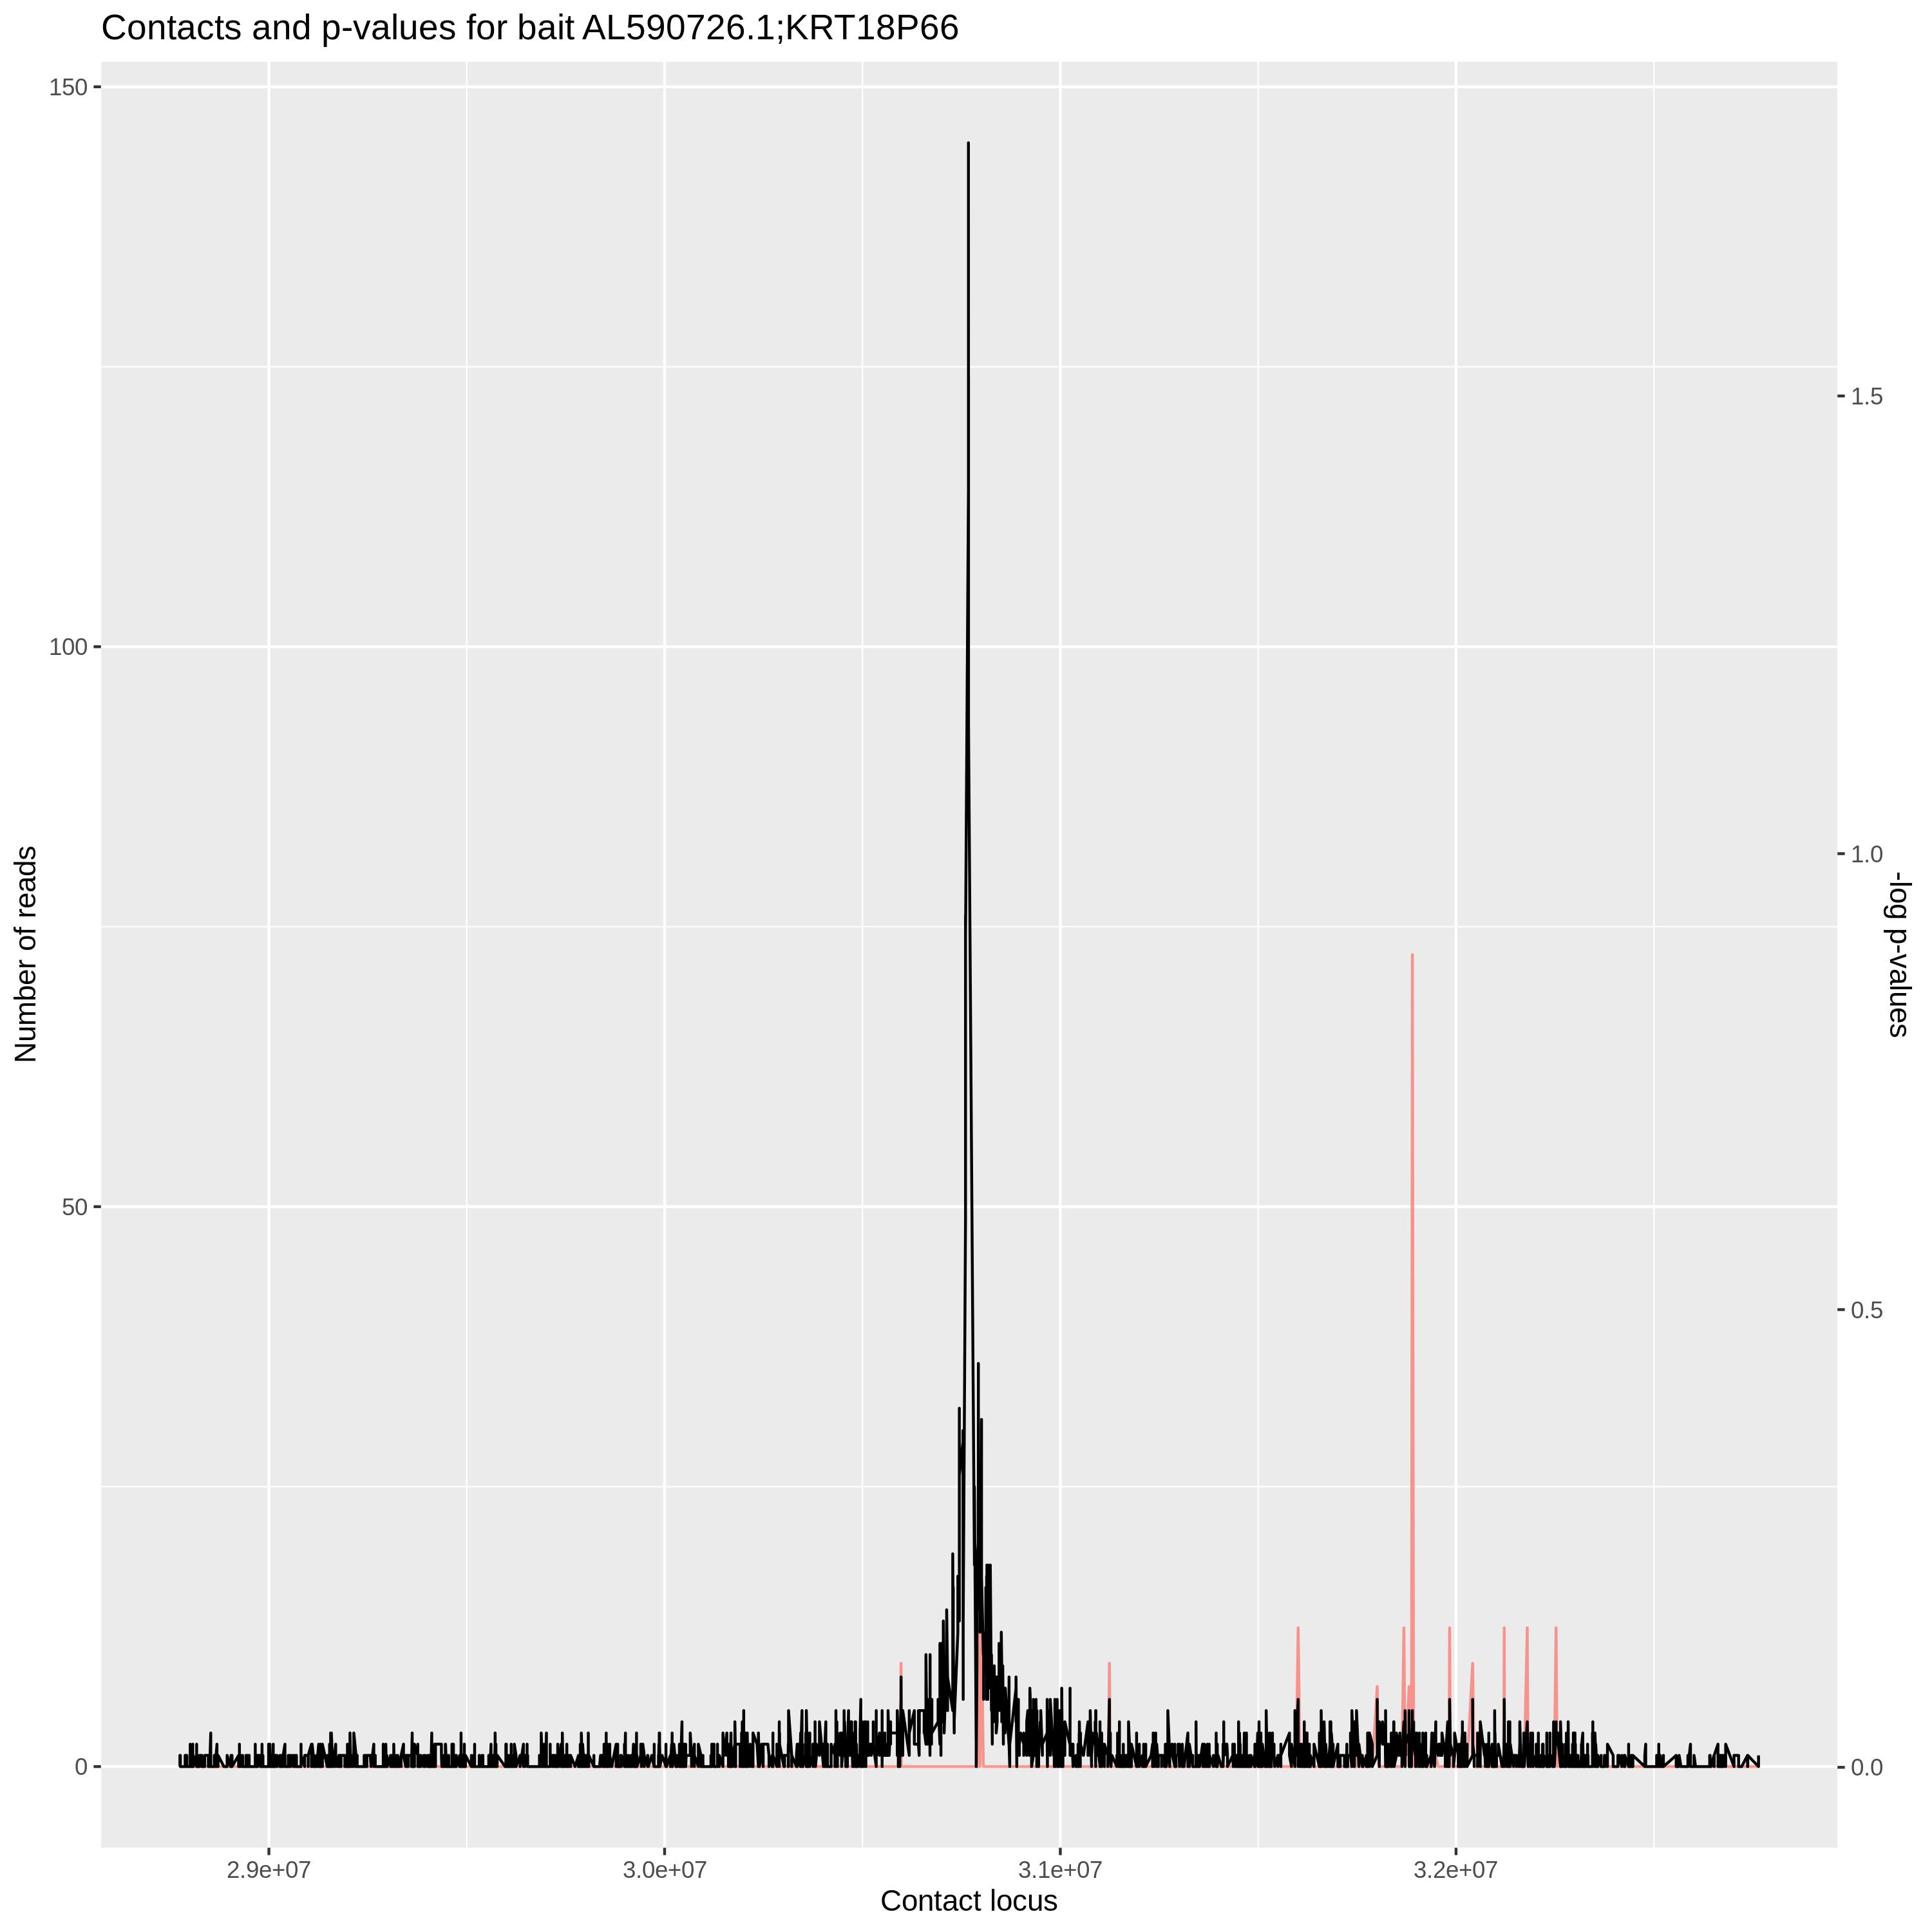 Contacts and p-values for bait AL590726.1;KRT18P66
150
100
50
0
Number of reads
1.5
1.0
0.5
0.0
-log p-values
2.9e+07
3.0e+07
3.1e+07
3.2e+07
Contact locus